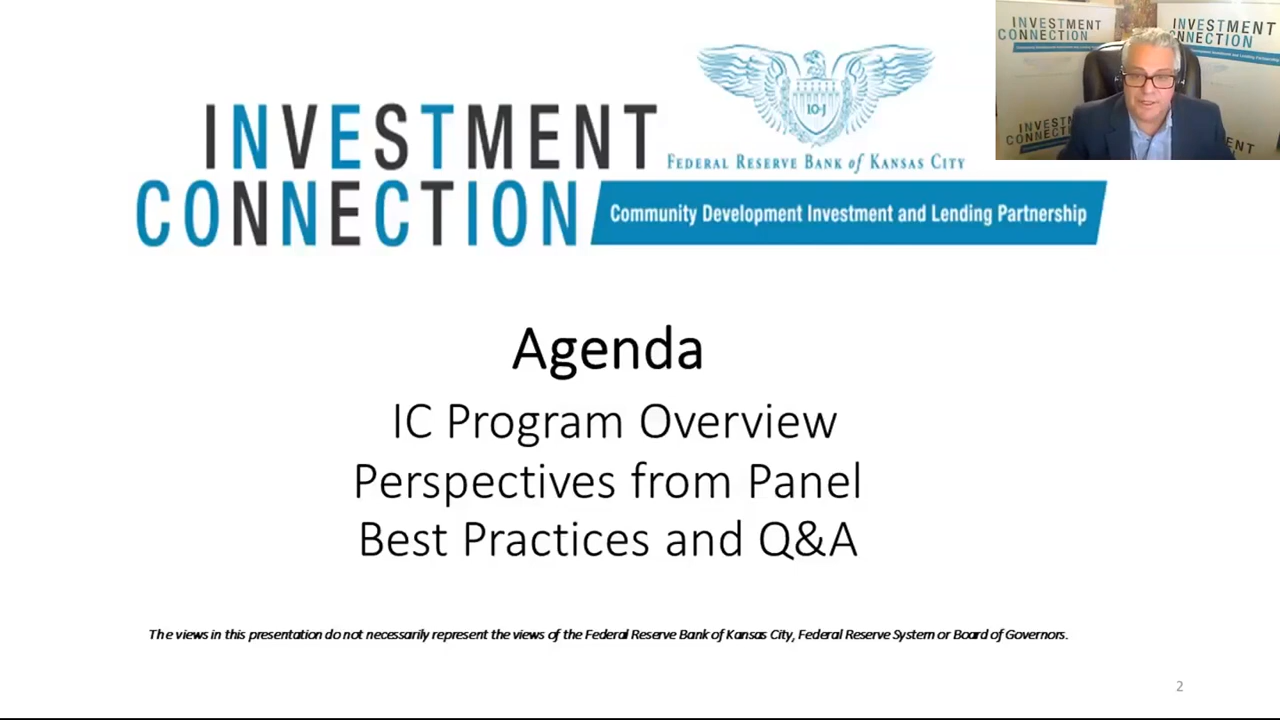 INVESTMENT
CONNECTION
10-J
FEDERAL RESERVE BANK of KANSAS CITY
Community Development Investment and Lending Partnership
INVESTMENT
CONNECTION
INVESTMENT
CONNECTION
Agenda
IC Program Overview
Perspectives from Panel
Best Practices and Q&A
The views in this presentation do not necessarily represent the views of the Federal Reserve Bank of Kansas City, Federal Reserve System or Board of Governors.
2